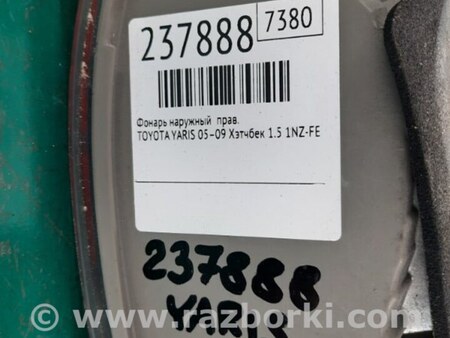 237888
7380
Фонарь наружный прав.
TOYOTA YARIS 05-09 Хэтчбек 1.5 1NZ-FE
237888
YARIS
www.razborki.com